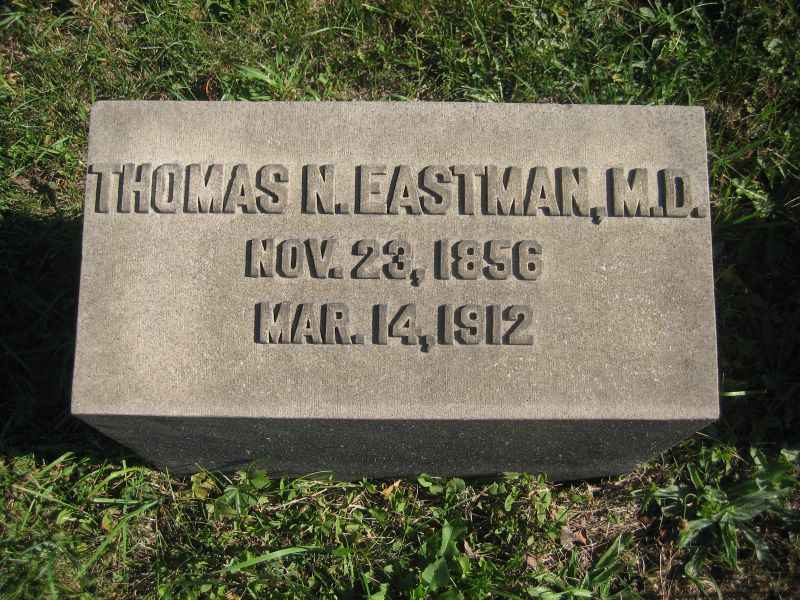 THOMAS N. EASTMAN, M.D.
NOV. 23, 1856
MAR. 14, 1912